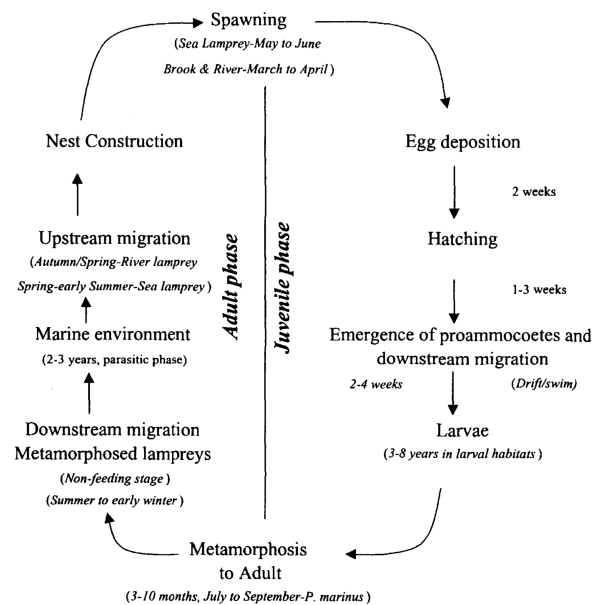 Spawning
(Sea Lamprey-May to June
Brook & River-March to April)
Egg deposition
2 weeks
Hatching
1-3 weeks
Emergence of proammocoetes and
downstream migration
2-4 weeks
(Drift/swim)
Larvae
(3-8 years in larval habitats)
Metamorphosis
to Adult
(3-10 months, July to September-P. marinus)
Downstream migration
Metamorphosed lampreys
(Non-feeding stage)
(Summer to early winter)
Marine environment
(2-3 years, parasitic phase)
Upstream migration
(Autumn/Spring-River lamprey
Spring-early Summer-Sea lamprey)
Nest Construction
Adult phase
Juvenile phase